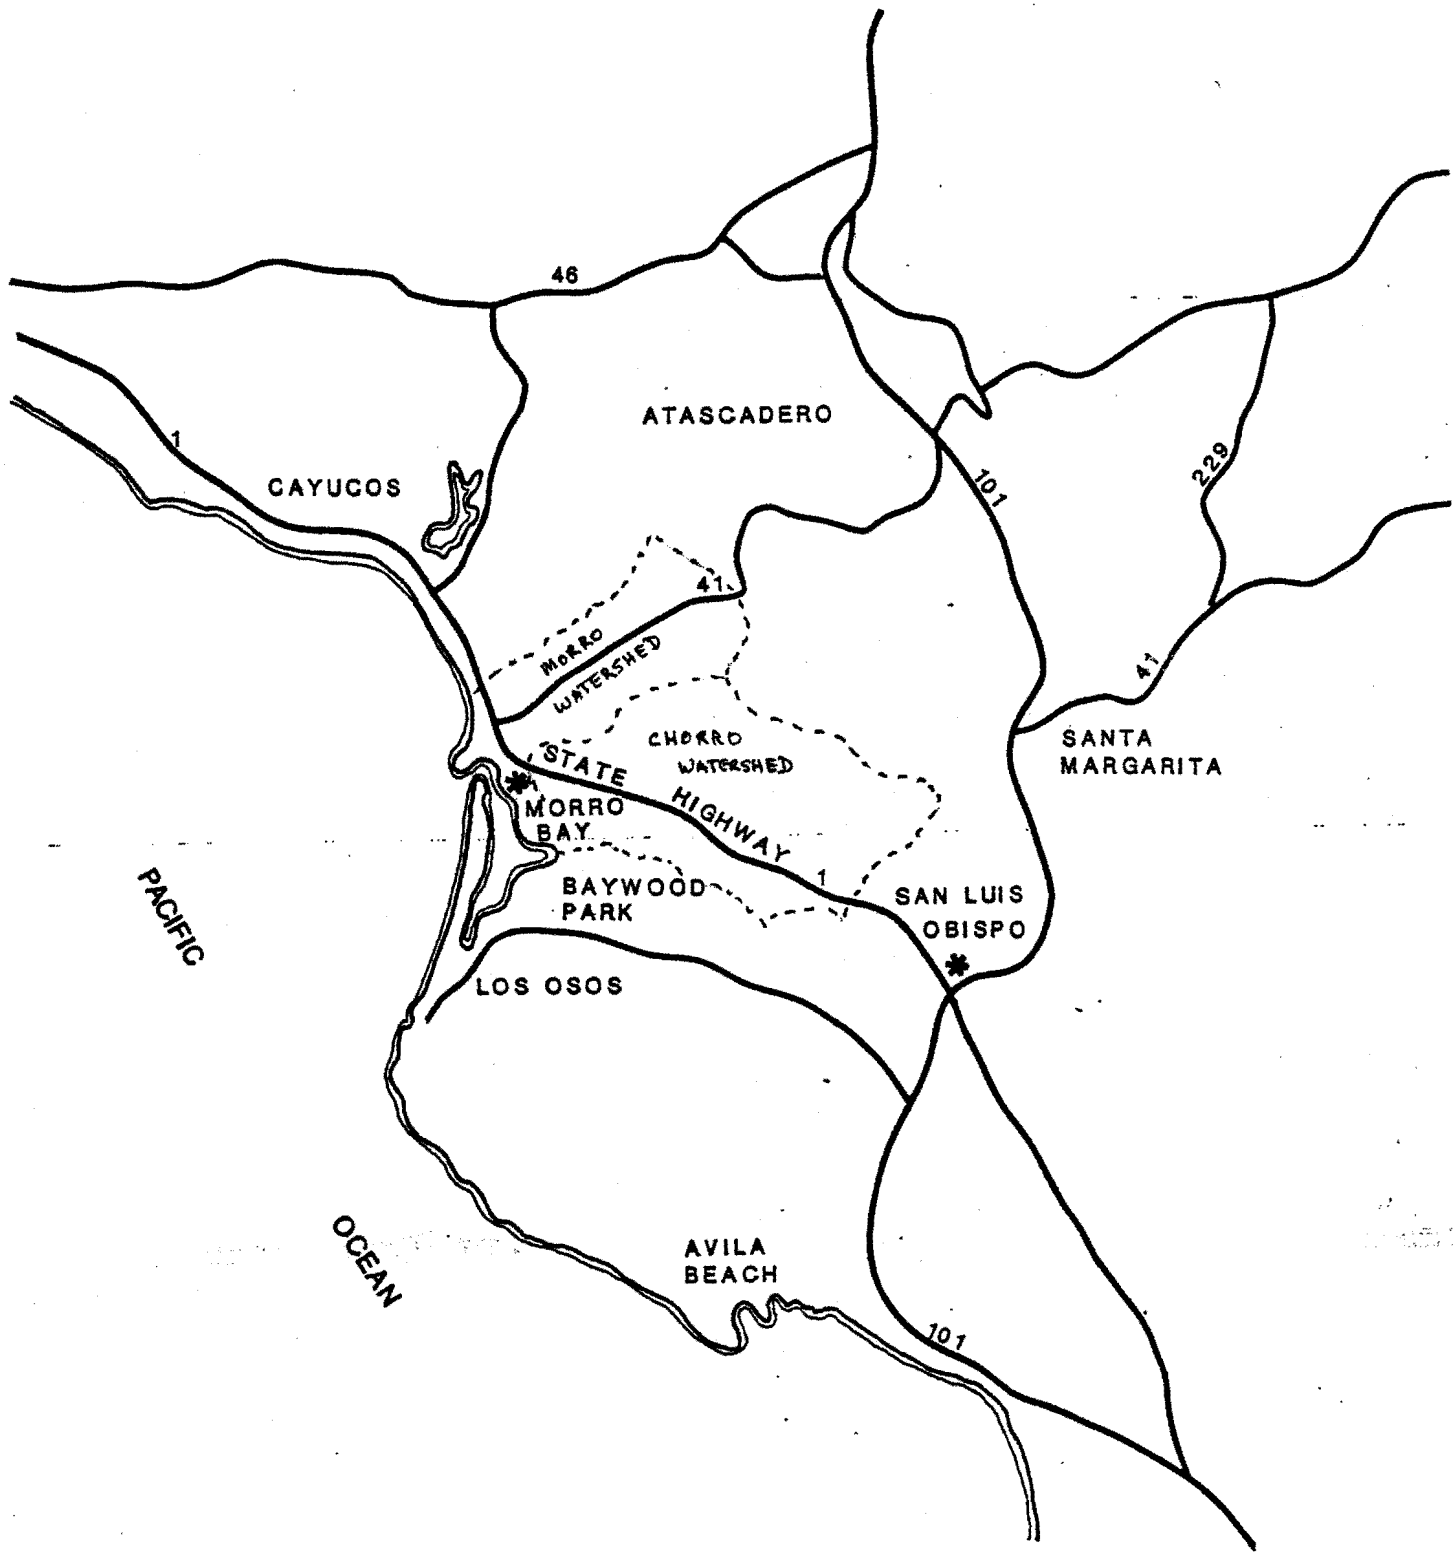 46
ATASCADERO
1
CAYUCOS
101
229
41
MORRO
WATERSHED
41
CHORRO
WATERSHED
SANTA
MARGARITA
STATE
HIGHWAY
1
MORRO
BAY
BAYWOOD
PARK
SAN LUIS
OBISPO
PACIFIC
OCEAN
LOS OSOS
AVILA
BEACH
101